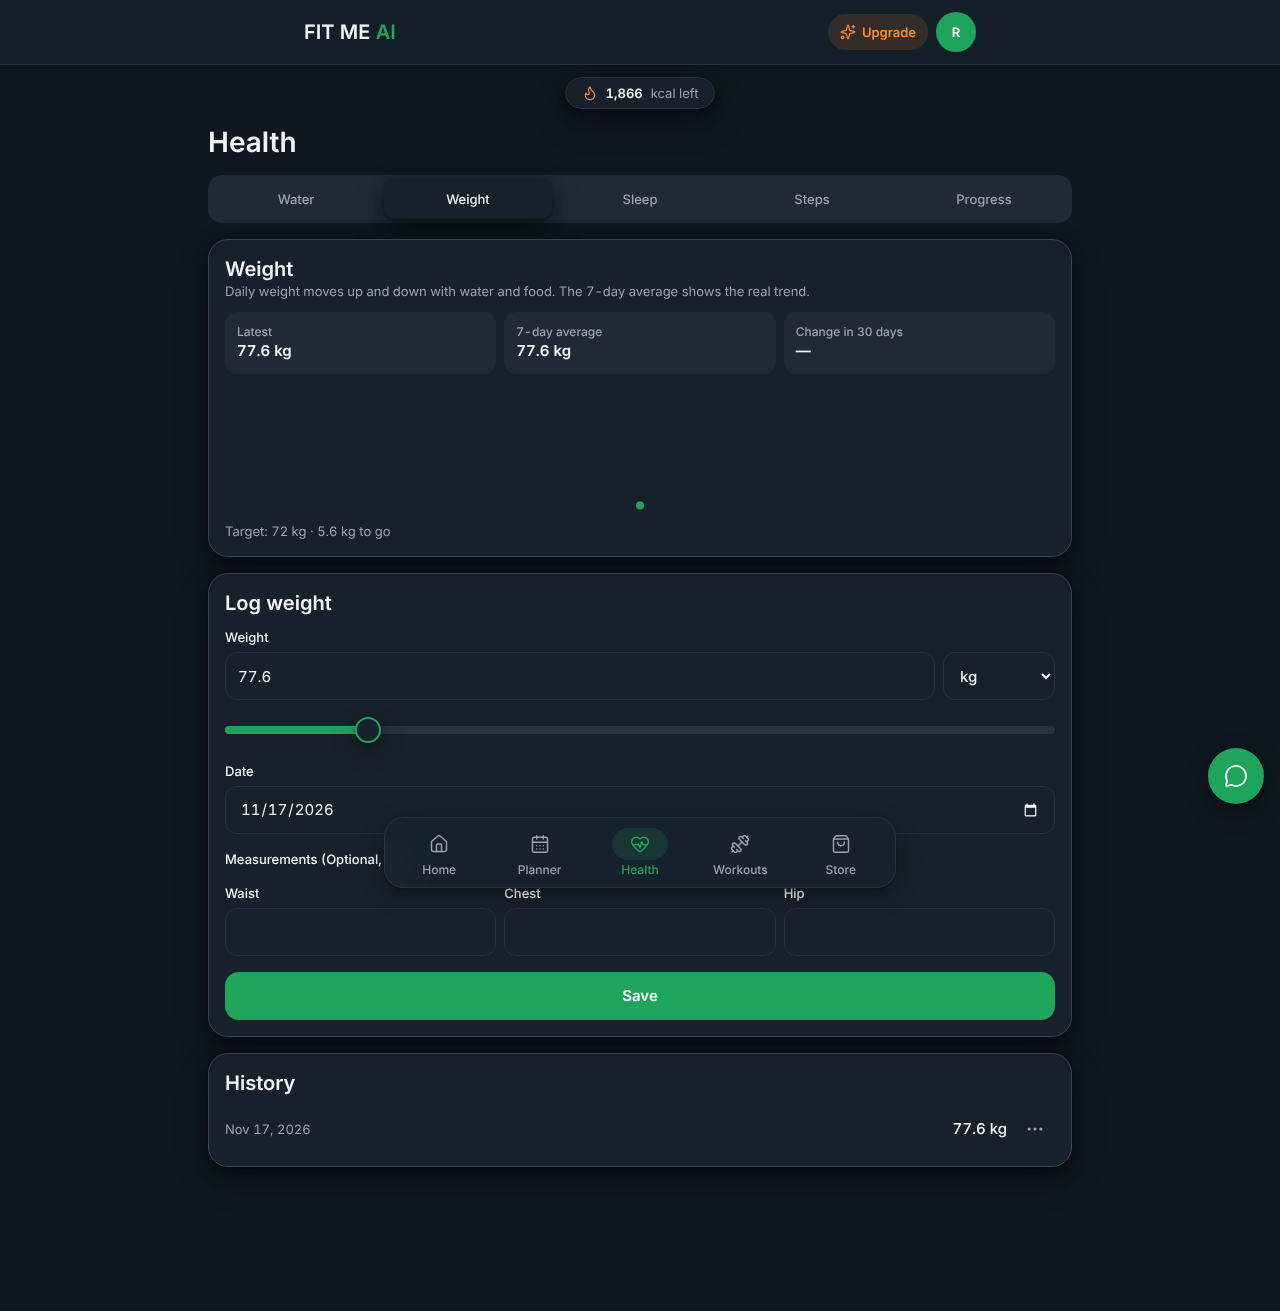 FIT ME AI
Upgrade
R
1,866 kcal left
Health
Water
Weight
Sleep
Steps
Progress
Weight
Daily weight moves up and down with water and food. The 7-day average shows the real trend.
Latest
77.6 kg
7-day average
77.6 kg
Change in 30 days
—
Target: 72 kg · 5.6 kg to go
Log weight
Weight
77.6
kg
Date
11/17/2026
Measurements (Optional,
Home
Planner
Health
Workouts
Store
Waist
Chest
Hip
Save
History
Nov 17, 2026
77.6 kg